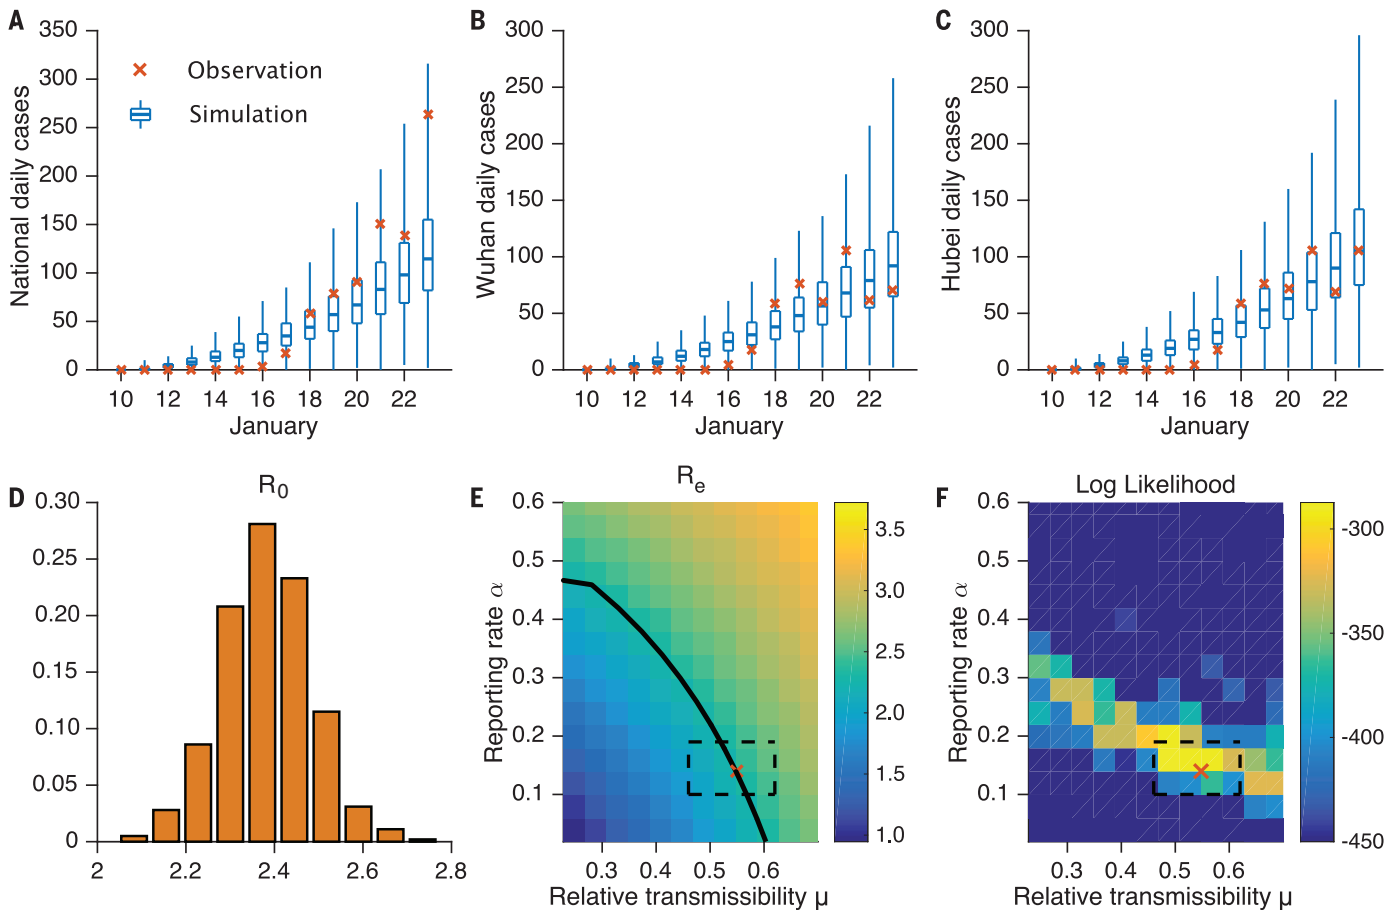 A
National daily cases
350
300
250
200
150
100
50
0
10 12 14 16 18 20 22
January
Observation
Simulation
B
Wuhan daily cases
300
250
200
150
100
50
0
10 12 14 16 18 20 22
January
C
Hubei daily cases
300
250
200
150
100
50
0
10 12 14 16 18 20 22
January
D
R0
0.30
0.25
0.20
0.15
0.10
0.05
0
2 2.2 2.4 2.6 2.8
E
Re
Reporting rate α
0.6
0.5
0.4
0.3
0.2
0.1
0.3 0.4 0.5 0.6
Relative transmissibility μ
3.5
3.0
2.5
2.0
1.5
1.0
F
Log Likelihood
Reporting rate α
0.6
0.5
0.4
0.3
0.2
0.1
0.3 0.4 0.5 0.6
Relative transmissibility μ
-300
-350
-400
-450